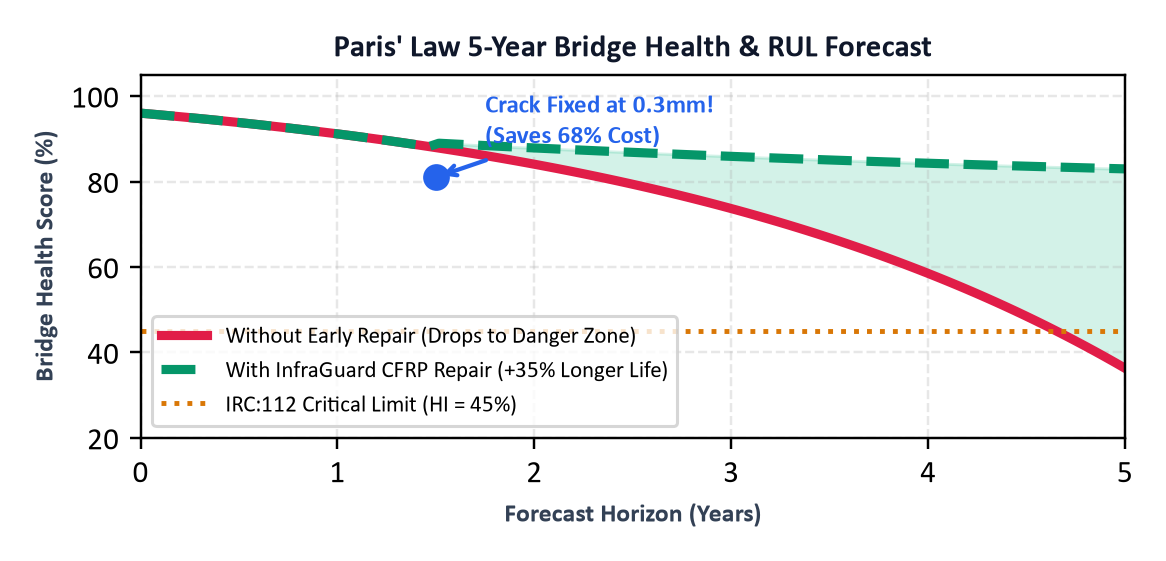 Paris' Law 5-Year Bridge Health & RUL Forecast
Bridge Health Score (%)
100
80
60
40
20
Crack Fixed at 0.3mm!
(Saves 68% Cost)
Without Early Repair (Drops to Danger Zone)
With InfraGuard CFRP Repair (+35% Longer Life)
IRC:112 Critical Limit (HI = 45%)
0 1 2 3 4 5
Forecast Horizon (Years)